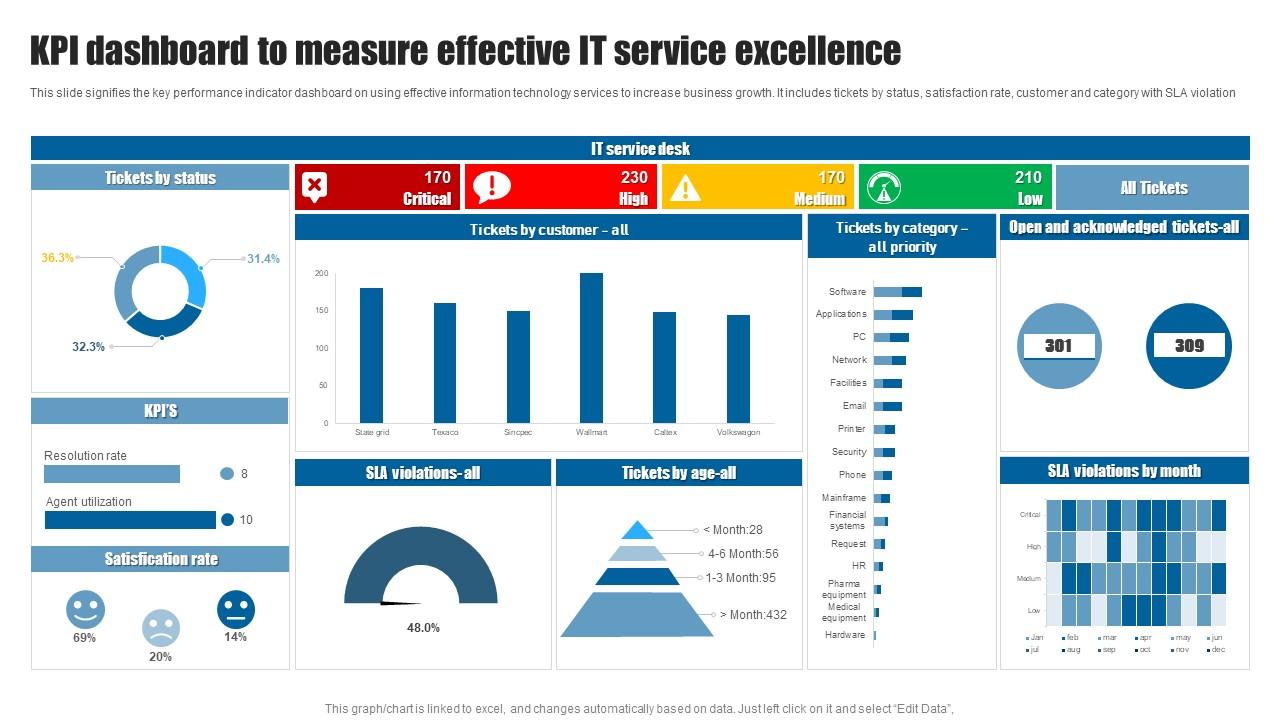 KPI dashboard to measure effective IT service excellence
This slide signifies the key performance indicator dashboard on using effective information technology services to increase business growth. It includes tickets by status, satisfaction rate, customer and category with SLA violation
IT service desk
Tickets by status
36.3%
31.4%
32.3%
KPI'S
Resolution rate
8
Agent utilization
10
Satisfication rate
69%
20%
14%
170
Critical
230
High
170
Medium
210
Low
All Tickets
Tickets by customer – all
200
150
100
50
0
State grid
Texaco
Sincpec
Wallmart
Caltex
Volkswagon
SLA violations- all
48.0%
Tickets by age-all
< Month:28
4-6 Month:56
1-3 Month:95
> Month:432
Tickets by category –
all priority
Software
Applications
PC
Network
Facilities
Email
Printer
Security
Phone
Mainframe
Financial
systems
Request
HR
Pharma
equipment
Medical
equipment
Hardware
Open and acknowledged tickets-all
301
309
SLA violations by month
Critical
High
Medium
Low
Jan feb mar apr may jun
jul aug sep oct nov dec
This graph/chart is linked to excel, and changes automatically based on data. Just left click on it and select “Edit Data”,